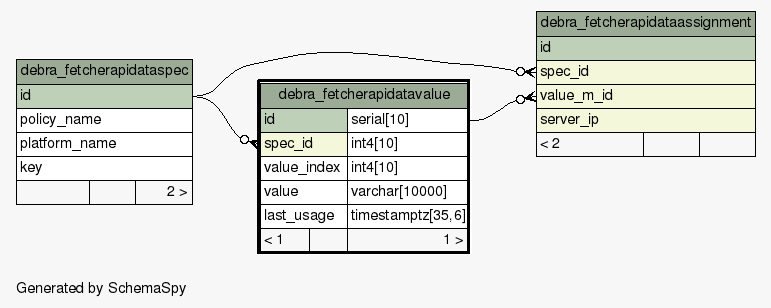 debra_fetcherapidataspec
id
policy_name
platform_name
key
2 >
debra_fetcherapidatavalue
id serial[10]
spec_id int4[10]
value_index int4[10]
value varchar[10000]
last_usage timestamptz[35,6]
< 1 1 >
debra_fetcherapidataassignment
id
spec_id
value_m_id
server_ip
< 2
Generated by SchemaSpy